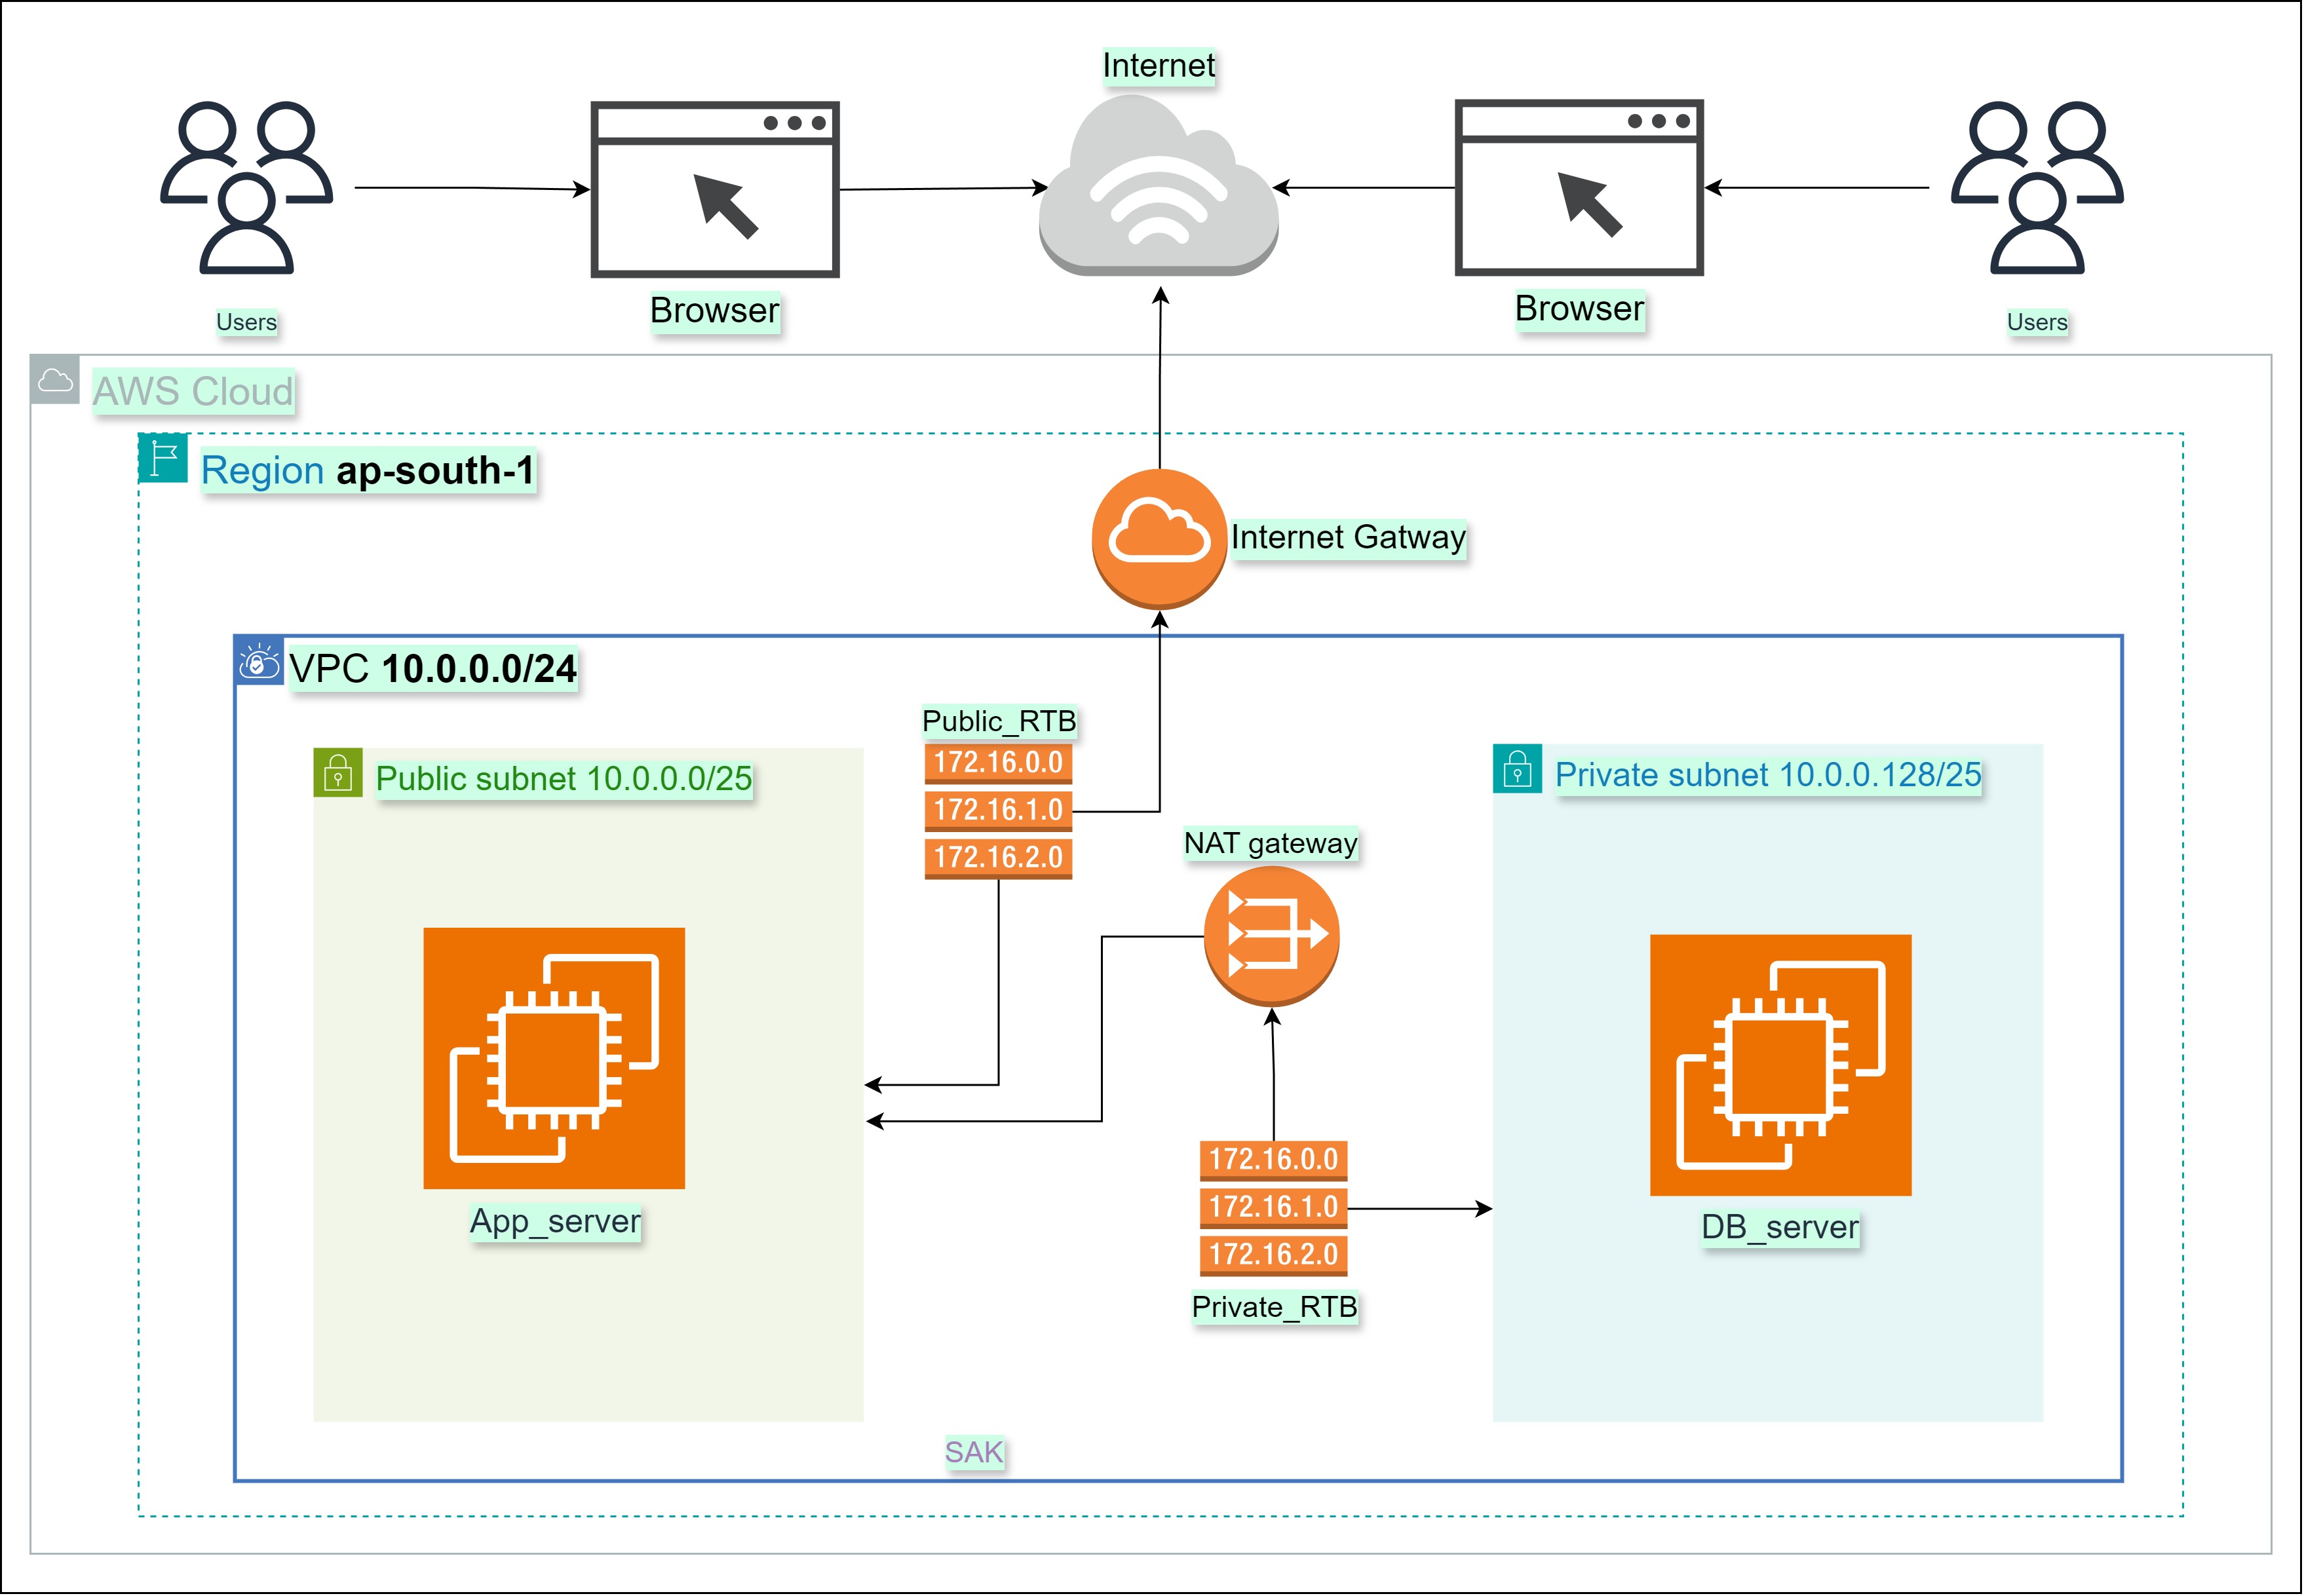 Internet
Users
Browser
Browser
Users
AWS Cloud
Region ap-south-1
Internet Gatway
VPC 10.0.0.0/24
Public_RTB
172.16.0.0
172.16.1.0
172.16.2.0
Public subnet 10.0.0.0/25
Private subnet 10.0.0.128/25
NAT gateway
App_server
172.16.0.0
172.16.1.0
172.16.2.0
Private_RTB
DB_server
SAK